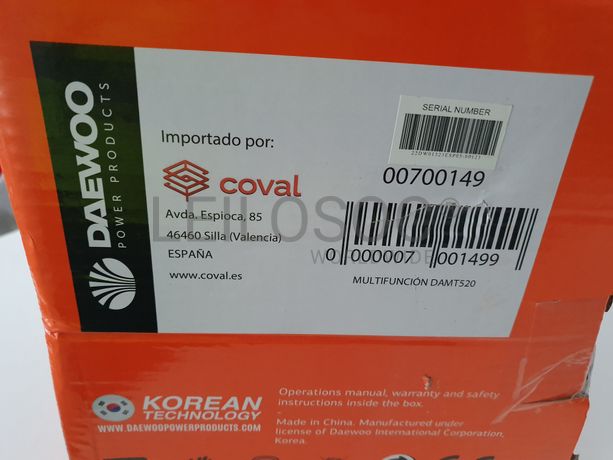 DAEWOO
POWER PRODUCTS
Importado por:
coval
Avda. Espioca, 85
46460 Silla (Valencia)
ESPAÑA
www.coval.es
SERIAL NUMBER
00700149
0 000007 001499
MULTIFUNCIÓN DAMT520
LEILOSOC®
WORLDWIDE
KOREAN
TECHNOLOGY
WWW.DAEWOOPOWERPRODUCTS.COM
Operations manual, warranty and safety
instructions inside the box.
Made in China. Manufactured under
license of Daewoo International Corporation,
Korea.